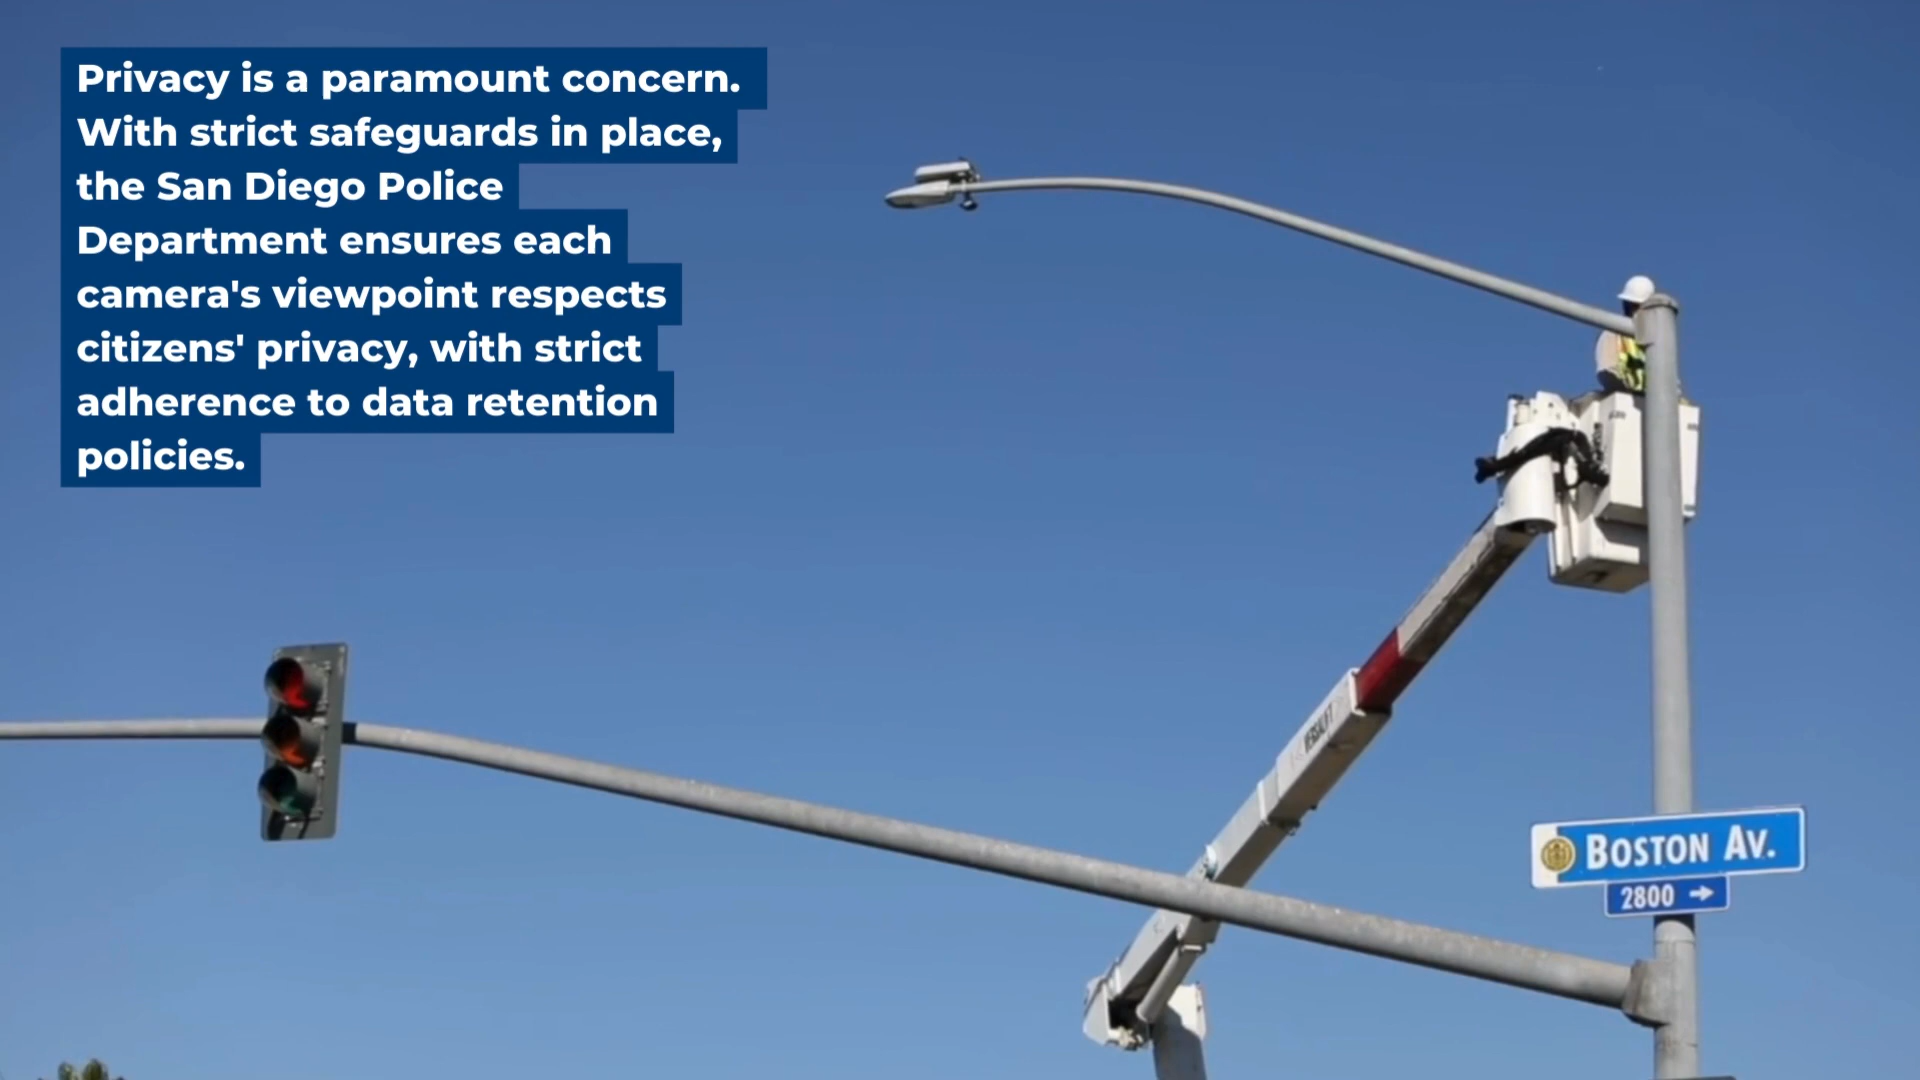 Privacy is a paramount concern.
With strict safeguards in place,
the San Diego Police
Department ensures each
camera's viewpoint respects
citizens' privacy, with strict
adherence to data retention
policies.
VERSALIFT
BOSTON AV.
2800 →